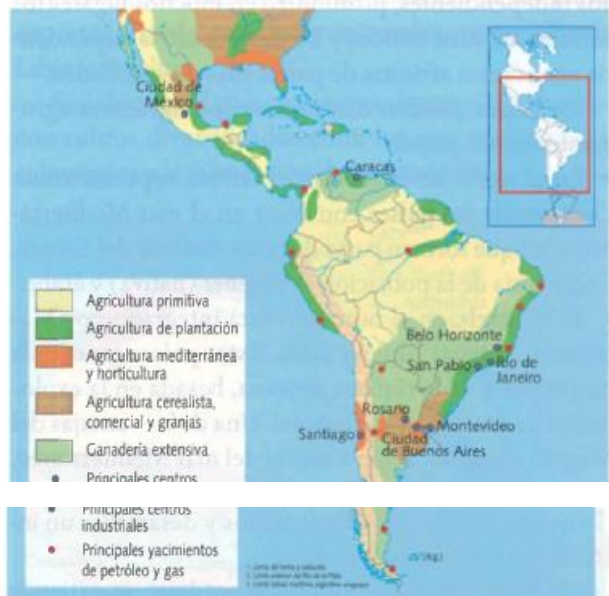 Ciudad de
México
Caracas
Belo Horizonte
San Pablo
Río de
Janeiro
Rosario
Santiago
Montevideo
Ciudad
de Buenos Aires
Agricultura primitiva
Agricultura de plantación
Agricultura mediterránea
y horticultura
Agricultura cerealista,
comercial y granjas
Ganadería extensiva
Principales centros
Principales centros
industriales
Principales yacimientos
de petróleo y gas
(Arg.)